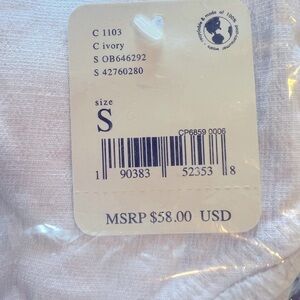 C 1103
C ivory
S OB646292
S 42760280
size
S
CP6859 0006
1 90383 52353 8
MSRP $58.00 USD